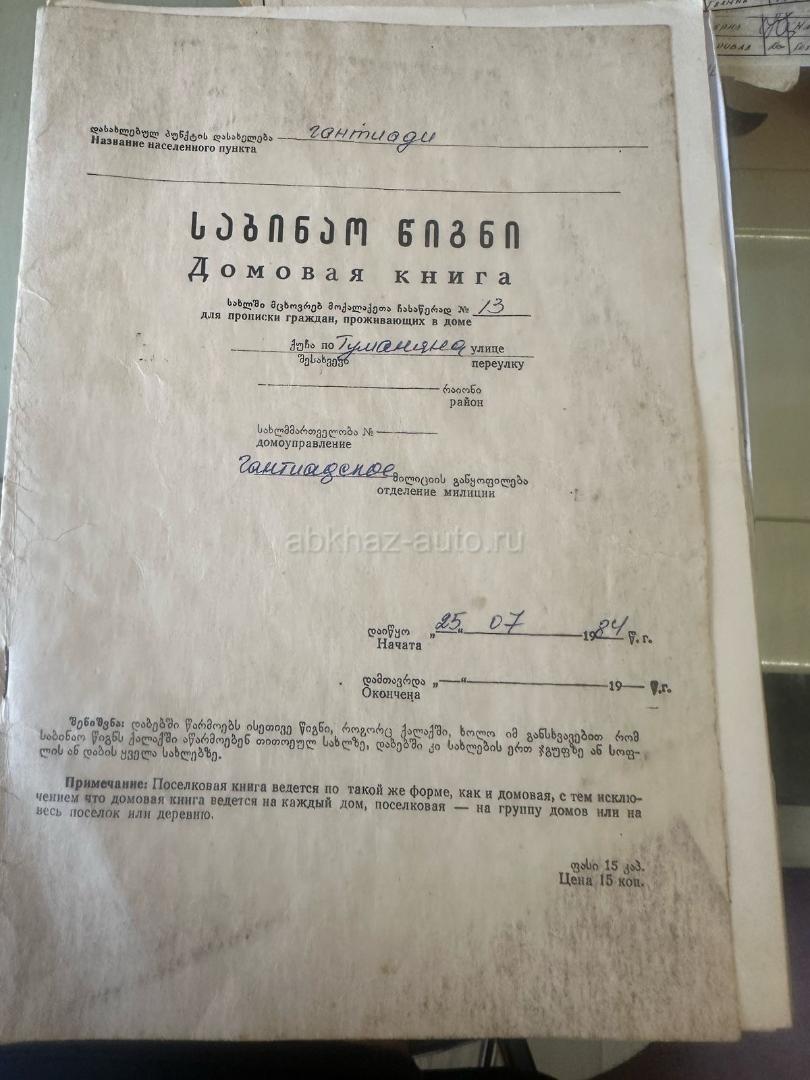 დასახლებულ პუნქტის დასახელება гантиади
Название населенного пункта
საბინაო წიგნი
Домовая книга
სახლში მცხოვრებ მოქალაქეთა ჩასაწერად № 13
для прописки граждан, проживающих в доме
ქუჩა по Туманяна улице
შესახვევი переулку
რაიონი
район
სახლმმართველობა №
домоуправление
Гантиадское მილიციის განყოფილება
отделение милиции
abkhaz-auto.ru
დაიწყო „25“ 07 1984 წ. г.
Начата
დამთავრდა „ “ 19 წ.г.
Окончена
შენიშვნა: დაბებში წარმოებს ისეთივე წიგნი, როგორც ქალაქში, ხოლო იმ განსხვავებით რომ
საბინაო წიგნს ქალაქში აწარმოებენ თითოეულ სახლზე, დაბებში კი სახლების ერთ ჯგუფზე ან სოფ-
ლის ან დაბის ყველა სახლებზე.
Примечание: Поселковая книга ведется по такой же форме, как и домовая, с тем исклю-
чением что домовая книга ведется на каждый дом, поселковая — на группу домов или на
весь поселок или деревню.
ფასი 15 კაპ.
Цена 15 коп.